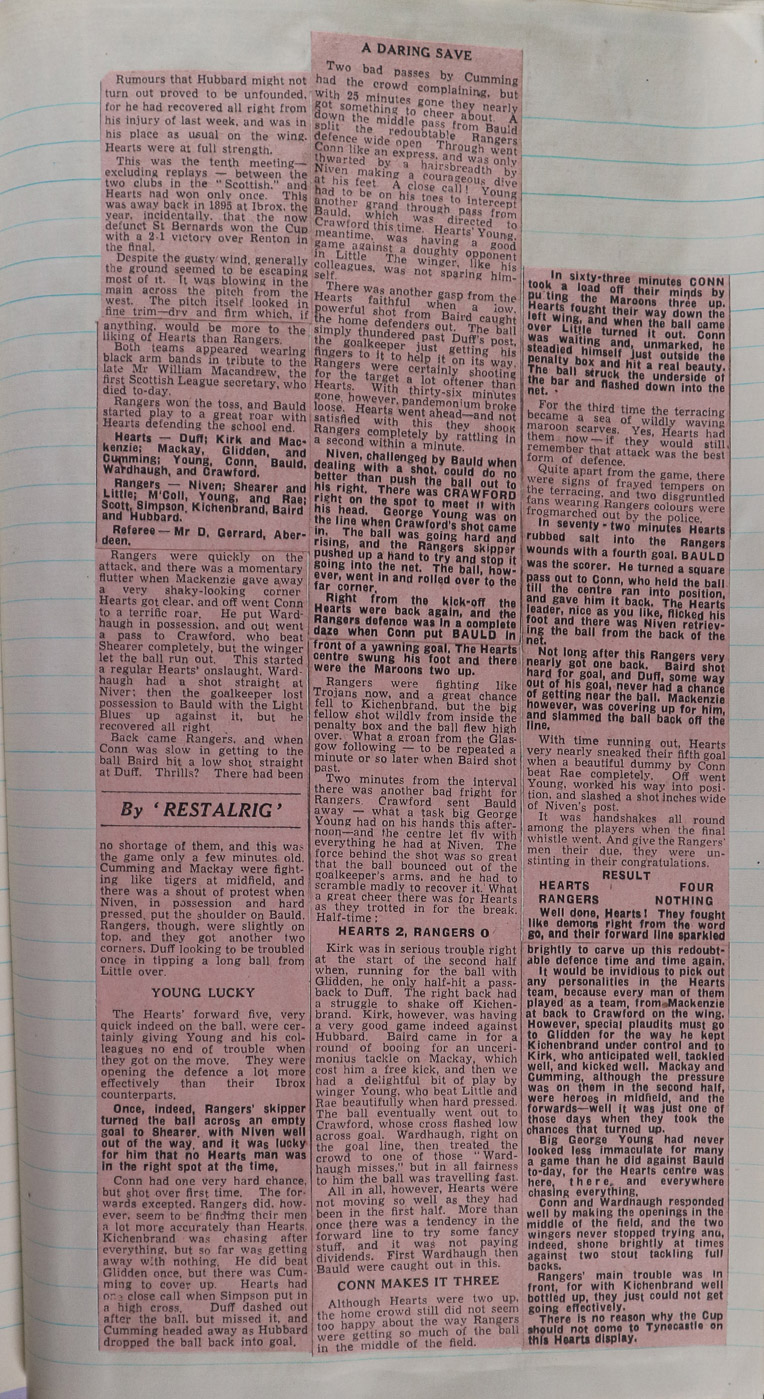 Rumours that Hubbard might not
turn out proved to be unfounded,
for he had recovered all right from
his injury of last week, and was in
his place as usual on the wing.
Hearts were at full strength.
This was the tenth meeting—
excluding replays — between the
two clubs in the "Scottish," and
Hearts had won only once. This
was away back in 1895 at Ibrox, the
year, incidentally, that the now
defunct St Bernards won the Cup
with a 2-1 victory over Renton in
the final.
Despite the gusty wind, generally
the ground seemed to be escaping
most of it. It was blowing in the
main across the pitch from the
west. The pitch itself looked in
fine trim—dry and firm which, if
anything, would be more to the
liking of Hearts than Rangers.
Both teams appeared wearing
black arm bands in tribute to the
late Mr William Macandrew, the
first Scottish League secretary, who
died to-day.
Rangers won the toss, and Bauld
started play to a great roar with
Hearts defending the school end.
Hearts — Duff; Kirk and Mac-
kenzie; Mackay, Glidden, and
Cumming; Young, Conn, Bauld,
Wardhaugh, and Crawford.
Rangers — Niven; Shearer and
Little; M'Coll, Young, and Rae;
Scott, Simpson, Kichenbrand, Baird
and Hubbard.
Referee — Mr D. Gerrard, Aber-
deen.
Rangers were quickly on the
attack, and there was a momentary
flutter when Mackenzie gave away
a very shaky-looking corner
Hearts got clear, and off went Conn
to a terrific roar. He put Ward-
haugh in possession, and out went
a pass to Crawford, who beat
Shearer completely, but the winger
let the ball run out. This started
a regular Hearts' onslaught. Ward-
haugh had a shot straight at
Niver; then the goalkeeper lost
possession to Bauld with the Light
Blues up against it, but he
recovered all right
Back came Rangers, and when
Conn was slow in getting to the
ball Baird hit a low shot straight
at Duff. Thrills? There had been
By 'RESTALRIG'
no shortage of them, and this was
the game only a few minutes old.
Cumming and Mackay were fight-
ing like tigers at midfield, and
there was a shout of protest when
Niven, in possession and hard
pressed, put the shoulder on Bauld.
Rangers, though, were slightly on
top, and they got another two
corners, Duff looking to be troubled
once in tipping a long ball from
Little over.
YOUNG LUCKY
The Hearts' forward five, very
quick indeed on the ball, were cer-
tainly giving Young and his col-
leagues no end of trouble when
they got on the move. They were
opening the defence a lot more
effectively than their Ibrox
counterparts.
Once, indeed, Rangers' skipper
turned the ball across an empty
goal to Shearer, with Niven well
out of the way, and it was lucky
for him that no Hearts man was
in the right spot at the time.
Conn had one very hard chance,
but shot over first time. The for-
wards excepted, Rangers did, how-
ever, seem to be finding their men
a lot more accurately than Hearts.
Kichenbrand was chasing after
everything, but so far was getting
away with nothing. He did beat
Glidden once, but there was Cum-
ming to cover up. Hearts had
one close call when Simpson put in
a high cross. Duff dashed out
after the ball, but missed it, and
Cumming headed away as Hubbard
dropped the ball back into goal.
A DARING SAVE
Two bad passes by Cumming
had the crowd complaining, but
with 25 minutes gone they nearly
got something to cheer about. A
down the middle pass from Bauld
split the redoubtable Rangers
defence wide open Through went
Conn like an express, and was only
thwarted by a hairsbreadth by
Niven making a courageous dive
at his feet. A close call! Young
had to be on his toes to intercept
another grand through pass from
Bauld, which was directed to
Crawford this time. Hearts' Young,
meantime, was having a good
game against a doughty opponent
in Little The winger, like his
colleagues, was not sparing him-
self.
There was another gasp from the
Hearts faithful when a low,
powerful shot from Baird caught
the home defenders out. The ball
simply thundered past Duff's post,
the goalkeeper just getting his
fingers to it to help it on its way.
Rangers were certainly shooting
for the target a lot oftener than
Hearts. With thirty-six minutes
gone, however, pandemonium broke
loose. Hearts went ahead—and not
satisfied with this they shook
Rangers completely by rattling in
a second within a minute.
Niven, challenged by Bauld when
dealing with a shot, could do no
better than push the ball out to
his right. There was CRAWFORD
right on the spot to meet it with
his head. George Young was on
the line when Crawford's shot came
in. The ball was going hard and
rising, and the Rangers skipper
pushed up a hand to try and stop it
going into the net. The ball, how-
ever, went in and rolled over to the
far corner.
Right from the kick-off the
Hearts were back again, and the
Rangers defence was in a complete
daze when Conn put BAULD in
front of a yawning goal. The Hearts
centre swung his foot and there
were the Maroons two up.
Rangers were fighting like
Trojans now, and a great chance
fell to Kichenbrand, but the big
fellow shot wildly from inside the
penalty box and the ball flew high
over. What a groan from the Glas-
gow following — to be repeated a
minute or so later when Baird shot
past.
Two minutes from the interval
there was another bad fright for
Rangers. Crawford sent Bauld
away — what a task big George
Young had on his hands this after-
noon—and the centre let fly with
everything he had at Niven. The
force behind the shot was so great
that the ball bounced out of the
goalkeeper's arms, and he had to
scramble madly to recover it. What
a great cheer there was for Hearts
as they trotted in for the break.
Half-time:
HEARTS 2, RANGERS 0
Kirk was in serious trouble right
at the start of the second half
when, running for the ball with
Glidden, he only half-hit a pass-
back to Duff. The right back had
a struggle to shake off Kichen-
brand. Kirk, however, was having
a very good game indeed against
Hubbard. Baird came in for a
round of booing for an unceri-
monius tackle on Mackay, which
cost him a free kick, and then we
had a delightful bit of play by
winger Young, who beat Little and
Rae beautifully when hard pressed.
The ball eventually went out to
Crawford, whose cross flashed low
across goal. Wardhaugh, right on
the goal line, then treated the
crowd to one of those "Ward-
haugh misses," but in all fairness
to him the ball was travelling fast.
All in all, however, Hearts were
not moving so well as they had
been in the first half. More than
once there was a tendency in the
forward line to try some fancy
stuff, and it was not paying
dividends. First Wardhaugh then
Bauld were caught out in this.
CONN MAKES IT THREE
Although Hearts were two up,
the home crowd still did not seem
too happy about the way Rangers
were getting so much of the ball
in the middle of the field.
In sixty-three minutes CONN
took a load off their minds by
putting the Maroons three up.
Hearts fought their way down the
left wing, and when the ball came
over Little turned it out. Conn
was waiting and, unmarked, he
steadied himself just outside the
penalty box and hit a real beauty.
The ball struck the underside of
the bar and flashed down into the
net.
For the third time the terracing
became a sea of wildly waving
maroon scarves. Yes, Hearts had
them now — if they would still
remember that attack was the best
form of defence.
Quite apart from the game, there
were signs of frayed tempers on
the terracing, and two disgruntled
fans wearing Rangers colours were
frogmarched out by the police.
In seventy-two minutes Hearts
rubbed salt into the Rangers
wounds with a fourth goal. BAULD
was the scorer. He turned a square
pass out to Conn, who held the ball
till the centre ran into position,
and gave him it back. The Hearts
leader, nice as you like, flicked his
foot and there was Niven retriev-
ing the ball from the back of the
net.
Not long after this Rangers very
nearly got one back. Baird shot
hard for goal, and Duff, some way
out of his goal, never had a chance
of getting near the ball. Mackenzie
however, was covering up for him,
and slammed the ball back off the
line.
With time running out, Hearts
very nearly sneaked their fifth goal
when a beautiful dummy by Conn
beat Rae completely. Off went
Young, worked his way into posi-
tion, and slashed a shot inches wide
of Niven's post.
It was handshakes all round
among the players when the final
whistle went. And give the Rangers'
men their due, they were un-
stinting in their congratulations.
RESULT
HEARTS FOUR
RANGERS NOTHING
Well done, Hearts! They fought
like demons right from the word
go, and their forward line sparkled
brightly to carve up this redoubt-
able defence time and time again.
It would be invidious to pick out
any personalities in the Hearts
team, because every man of them
played as a team, from Mackenzie
at back to Crawford on the wing.
However, special plaudits must go
to Glidden for the way he kept
Kichenbrand under control and to
Kirk, who anticipated well, tackled
well, and kicked well. Mackay and
Cumming, although the pressure
was on them in the second half,
were heroes in midfield, and the
forwards—well it was just one of
those days when they took the
chances that turned up.
Big George Young had never
looked less immaculate for many
a game than he did against Bauld
to-day, for the Hearts centre was
here, there, and everywhere
chasing everything.
Conn and Wardhaugh responded
well by making the openings in the
middle of the field, and the two
wingers never stopped trying and,
indeed, shone brightly at times
against two stout tackling full
backs.
Rangers' main trouble was in
front, for with Kichenbrand well
bottled up, they just could not get
going effectively.
There is no reason why the Cup
should not come to Tynecastle on
this Hearts display.